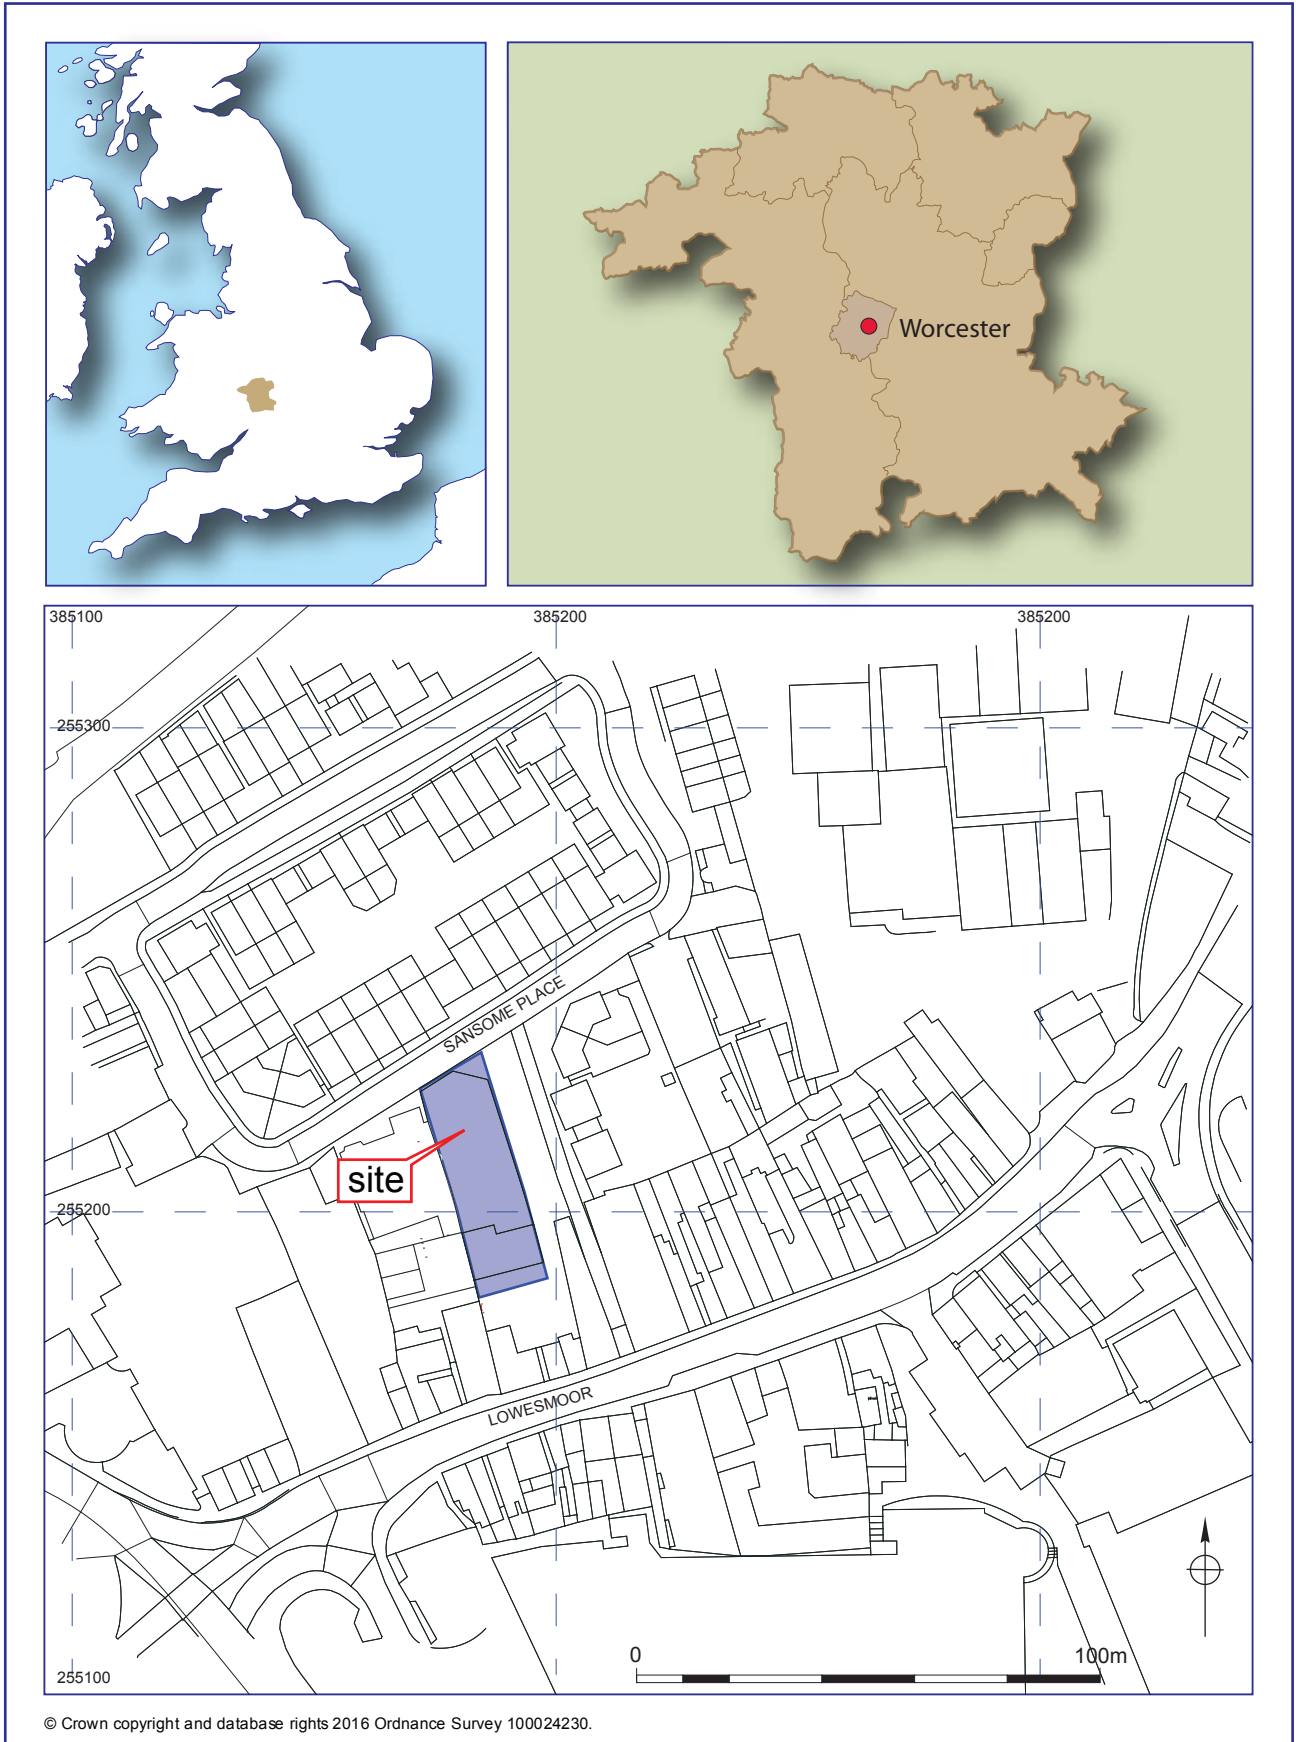 Worcester
385100
385200
385200
255300
SANSOME PLACE
site
255200
LOWESMOOR
0
100m
255100
© Crown copyright and database rights 2016 Ordnance Survey 100024230.